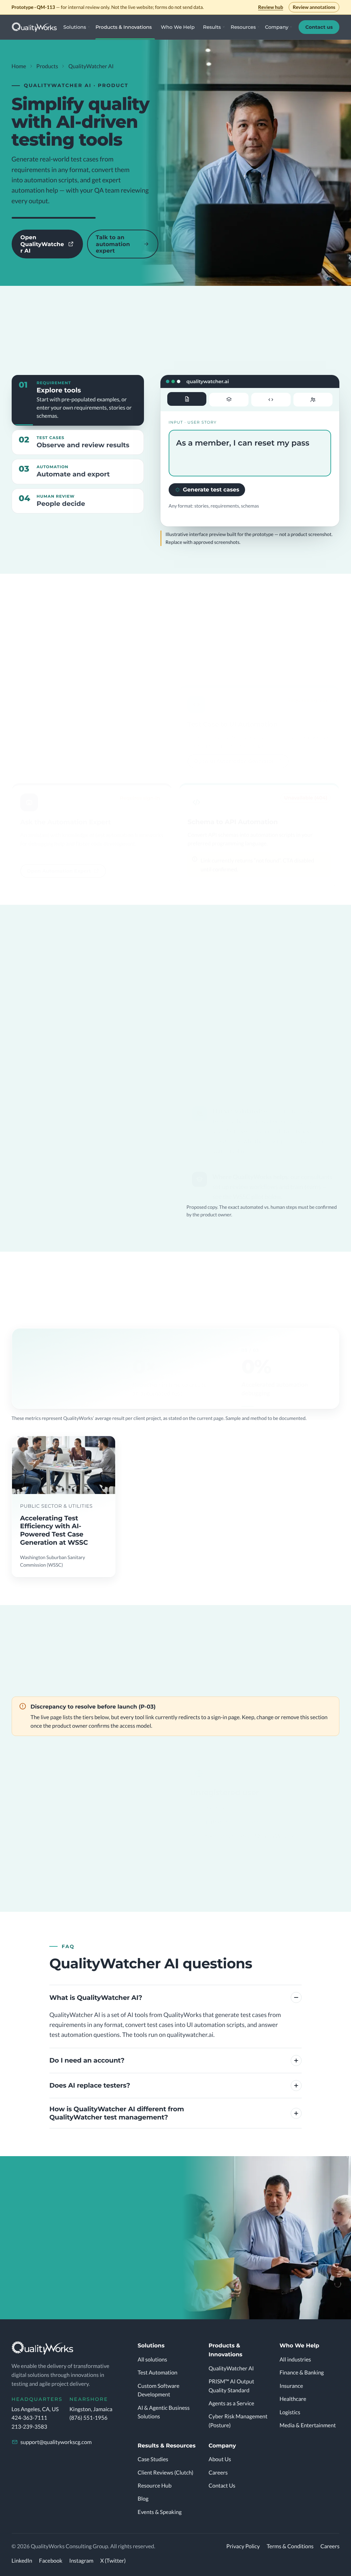 Prototype · QM-113 — for internal review only. Not the live website; forms do not send data.
Review hub
Review annotations
QualityWorks
Solutions
Products & Innovations
Who We Help
Results
Resources
Company
Contact us
Home
Products
QualityWatcher AI
QUALITYWATCHER AI · PRODUCT
Simplify quality
with AI-driven
testing tools
Generate real-world test cases from
requirements in any format, convert them
into automation scripts, and get expert
automation help — with your QA team reviewing
every output.
Open
QualityWatche
r AI
Talk to an
automation
expert
01
REQUIREMENT
Explore tools
Start with pre-populated examples, or
enter your own requirements, stories or
schemas.
02
TEST CASES
Observe and review results
03
AUTOMATION
Automate and export
04
HUMAN REVIEW
People decide
qualitywatcher.ai
INPUT · USER STORY
As a member, I can reset my pass
Generate test cases
Any format: stories, requirements, schemas
Illustrative interface preview built for the prototype — not a product screenshot.
Replace with approved screenshots.
Proposed copy. The exact automated vs. human steps must be confirmed
by the product owner.
0%
These metrics represent QualityWorks' average result per client project, as stated on the current page. Sample and method to be documented.
PUBLIC SECTOR & UTILITIES
Accelerating Test
Efficiency with AI-
Powered Test Case
Generation at WSSC
Washington Suburban Sanitary
Commission (WSSC)
Discrepancy to resolve before launch (P-03)
The live page lists the tiers below, but every tool link currently redirects to a sign-in page. Keep, change or remove this section
once the product owner confirms the access model.
FAQ
QualityWatcher AI questions
What is QualityWatcher AI?
QualityWatcher AI is a set of AI tools from QualityWorks that generate test cases from
requirements in any format, convert test cases into UI automation scripts, and answer
test automation questions. The tools run on qualitywatcher.ai.
Do I need an account?
Does AI replace testers?
How is QualityWatcher AI different from
QualityWatcher test management?
QualityWorks
We enable the delivery of transformative
digital solutions through innovations in
testing and agile project delivery.
HEADQUARTERS
Los Angeles, CA, US
424-363-7111
213-239-3583
NEARSHORE
Kingston, Jamaica
(876) 551-1956
support@qualityworkscg.com
Solutions
All solutions
Test Automation
Custom Software
Development
AI & Agentic Business
Solutions
Products &
Innovations
QualityWatcher AI
PRISM™ AI Output
Quality Standard
Agents as a Service
Cyber Risk Management
(Posture)
Who We Help
All industries
Finance & Banking
Insurance
Healthcare
Logistics
Media & Entertainment
Results & Resources
Case Studies
Client Reviews (Clutch)
Resource Hub
Blog
Events & Speaking
Company
About Us
Careers
Contact Us
© 2026 QualityWorks Consulting Group. All rights reserved.
Privacy Policy
Terms & Conditions
Careers
LinkedIn
Facebook
Instagram
X (Twitter)